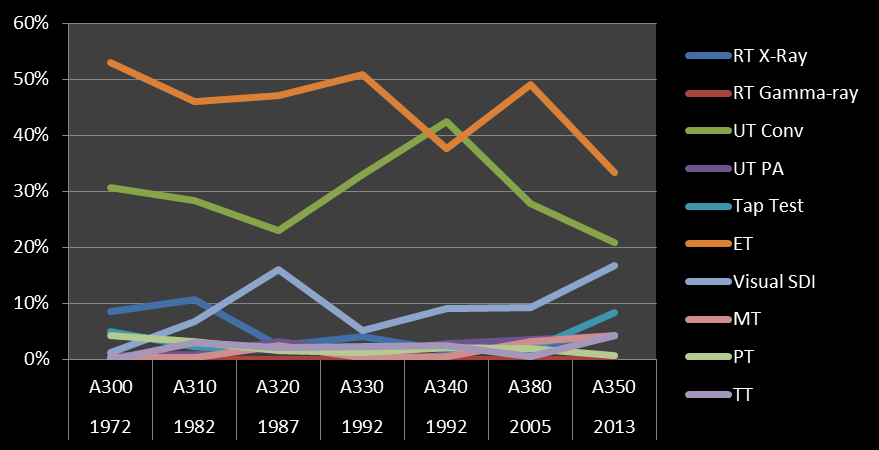 60%
50%
40%
30%
20%
10%
0%
A300 A310 A320 A330 A340 A380 A350
1972 1982 1987 1992 1992 2005 2013
RT X-Ray
RT Gamma-ray
UT Conv
UT PA
Tap Test
ET
Visual SDI
MT
PT
TT